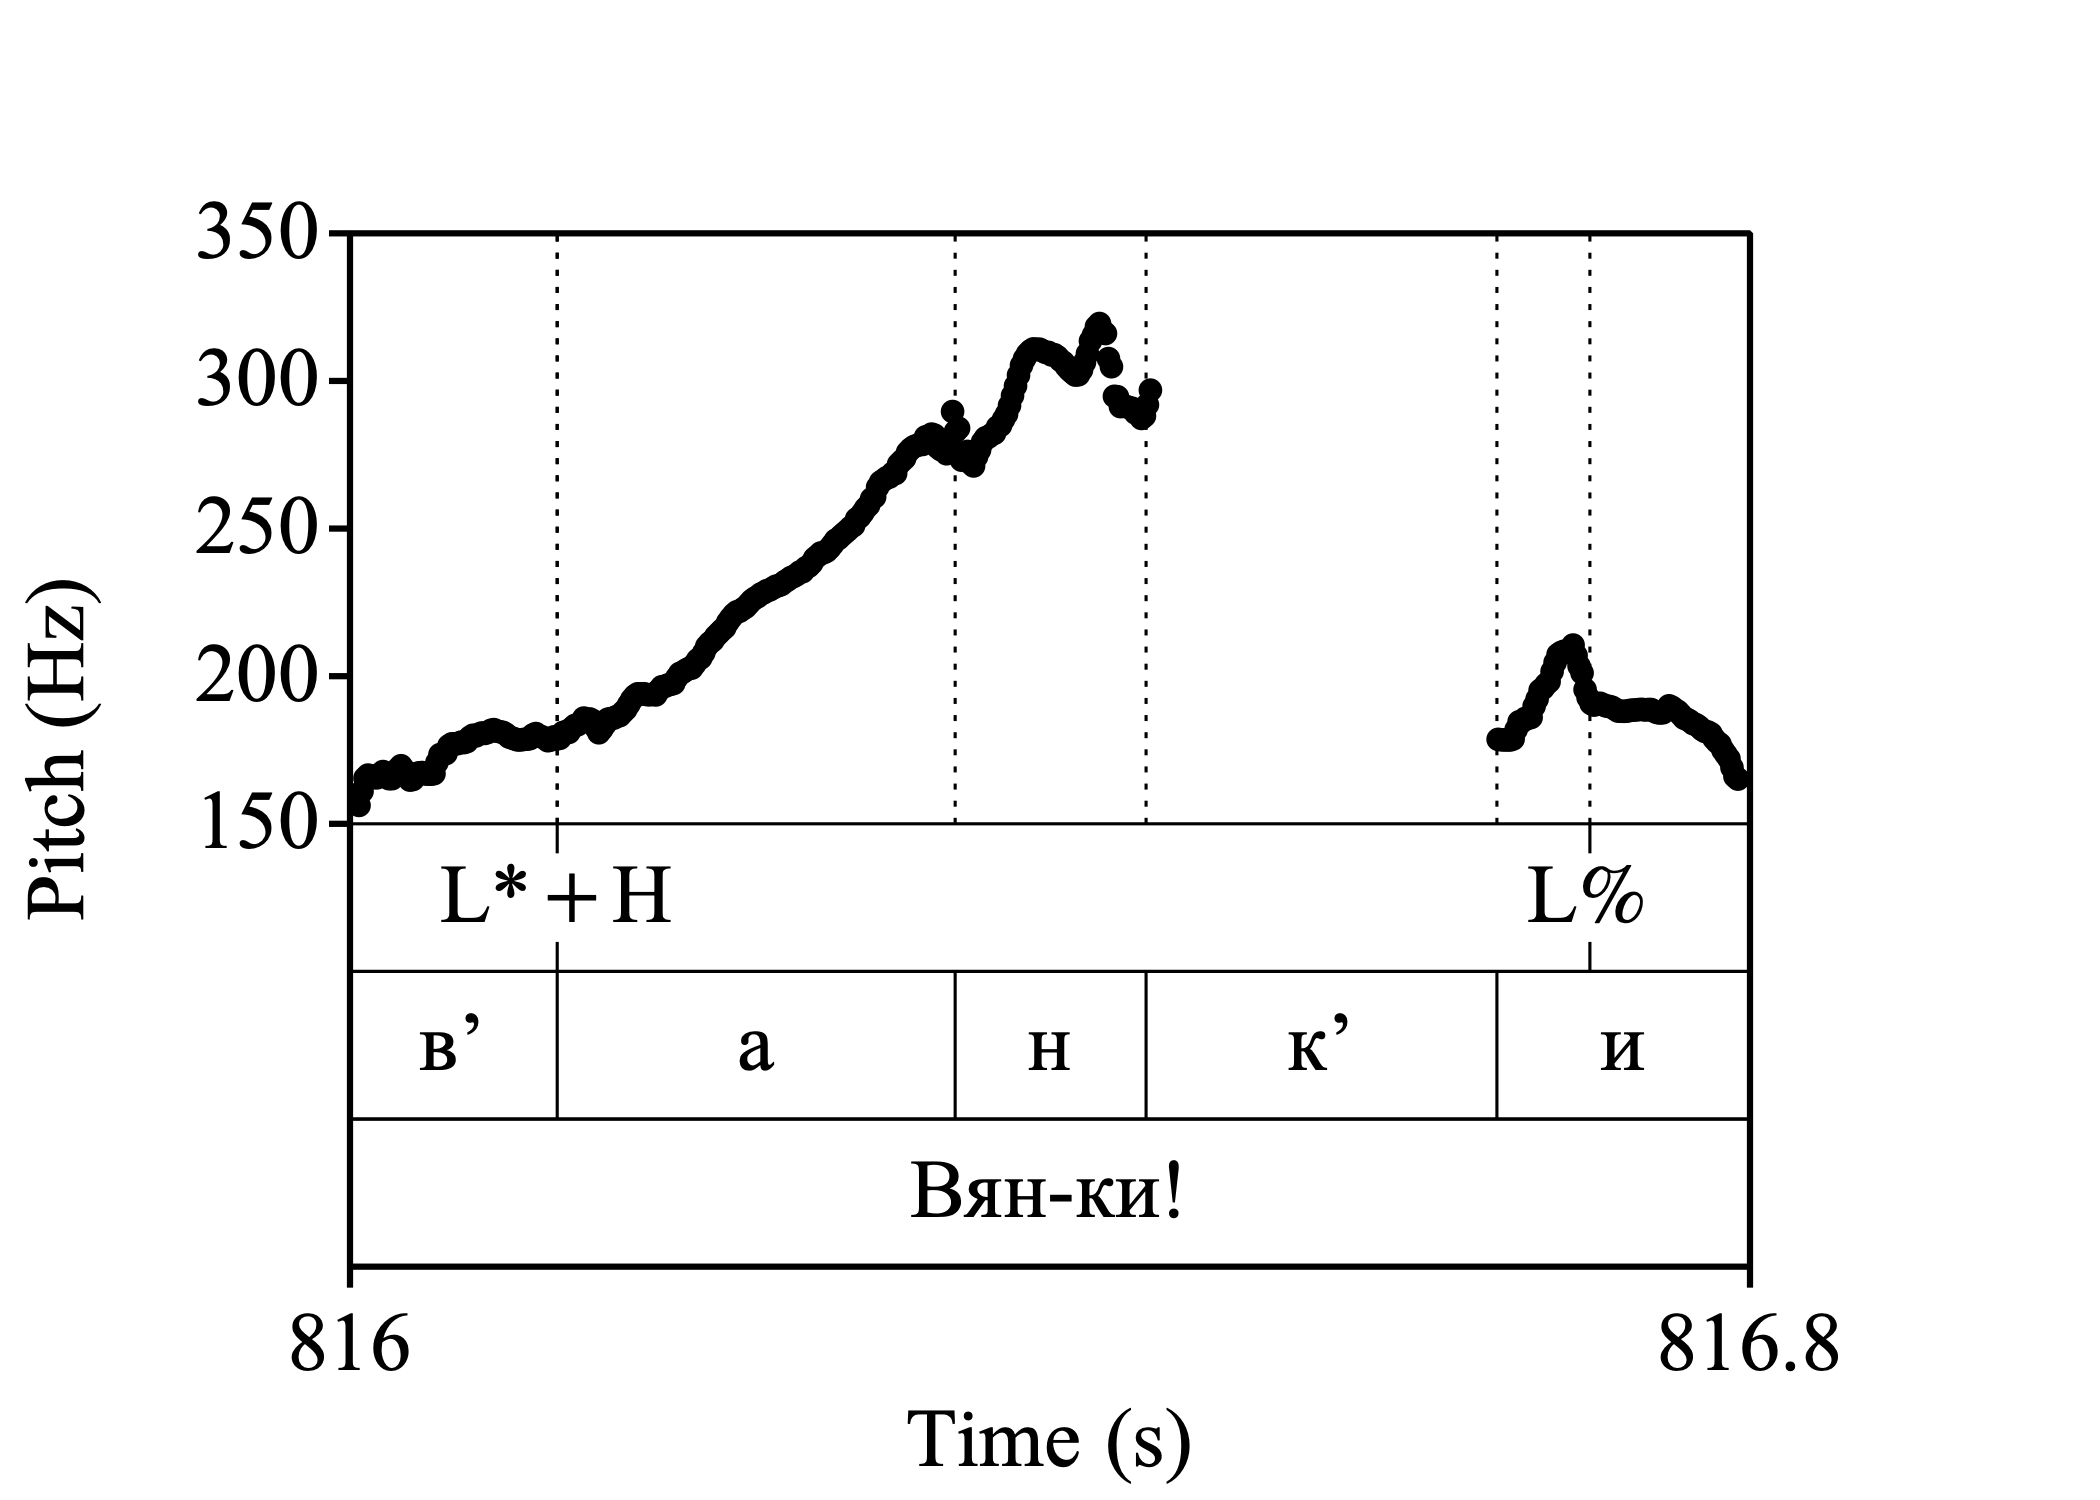 350
300
250
200
150
Pitch (Hz)
L*+H L%
в’ а н к’ и
Вян-ки!
816 816.8
Time (s)